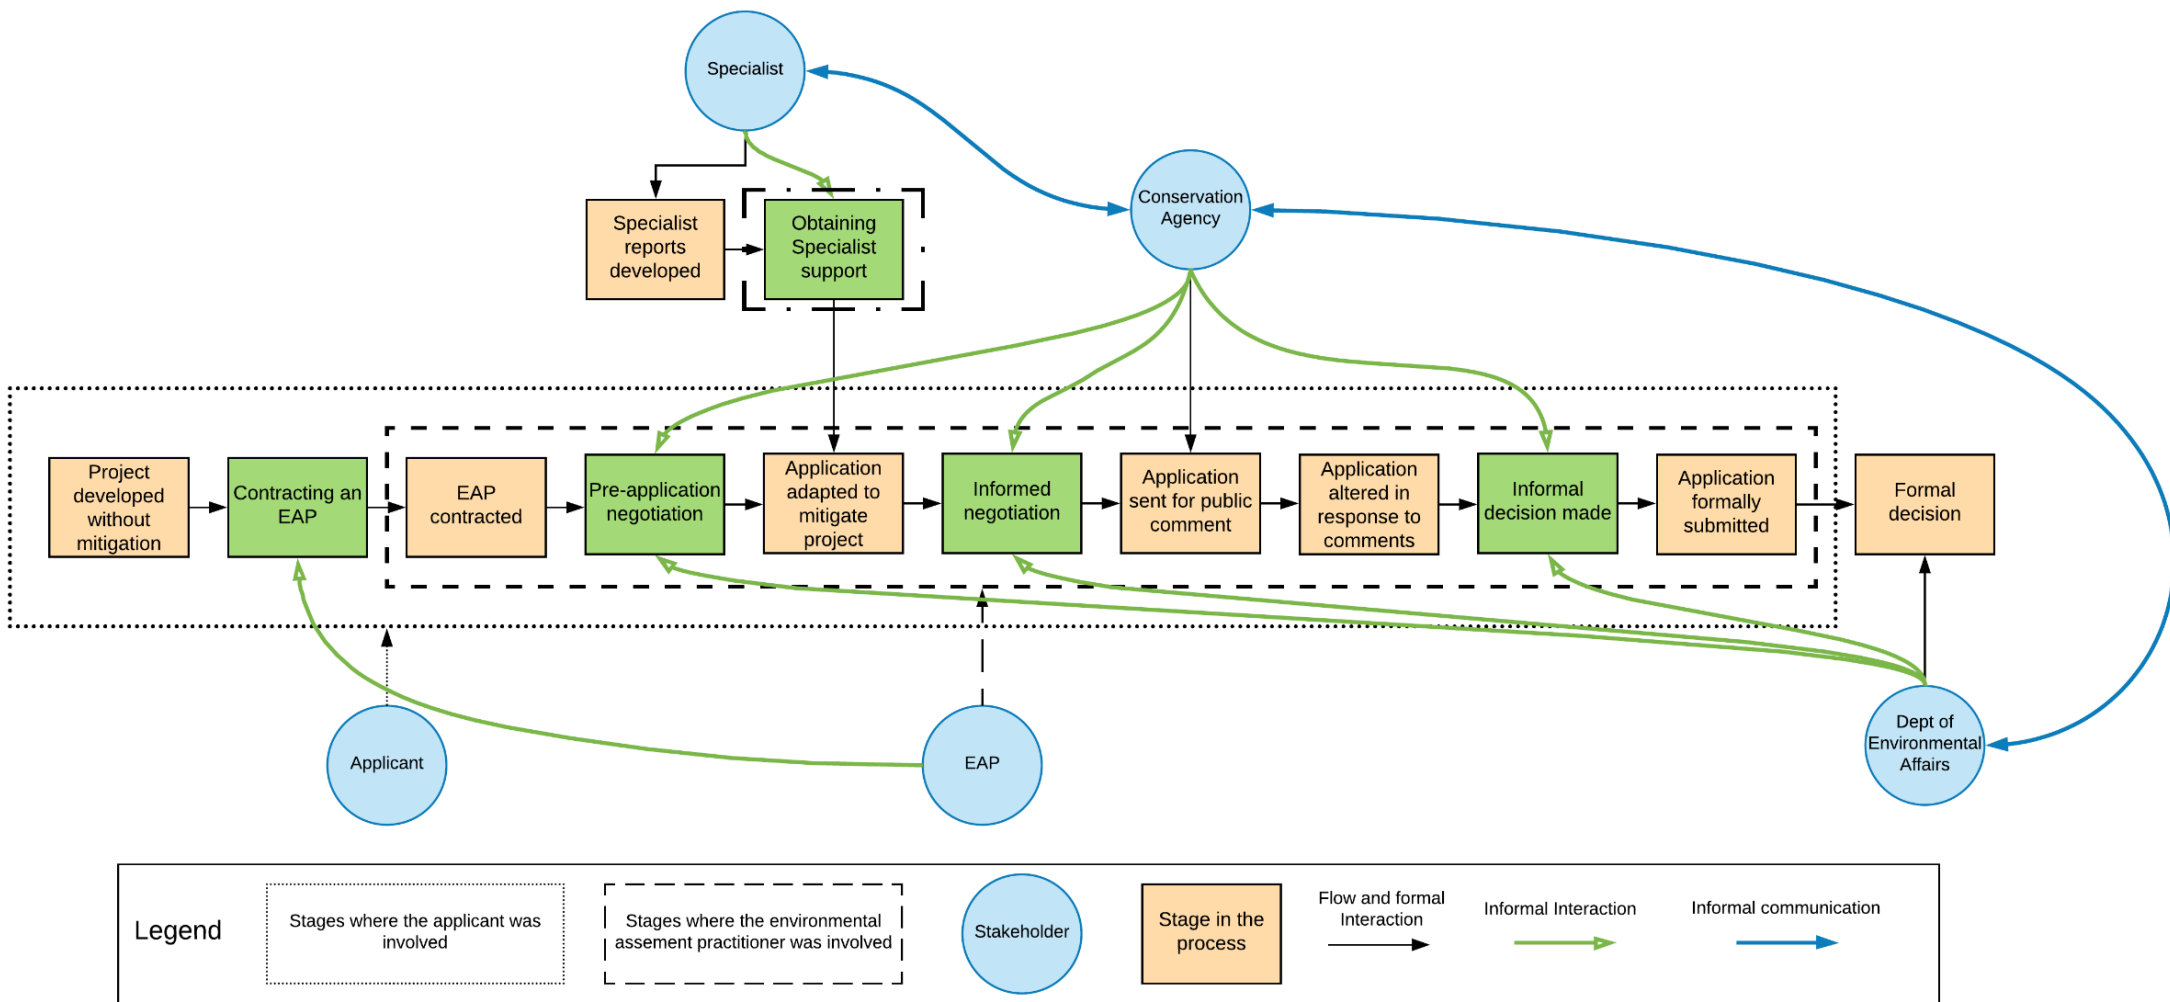 Specialist
Conservation
Agency
Specialist
reports
developed
Obtaining
Specialist
support
Project
developed
without
mitigation
Contracting an
EAP
EAP
contracted
Pre-application
negotiation
Application
adapted to
mitigate
project
Informed
negotiation
Application
sent for public
comment
Application
altered in
response to
comments
Informal
decision made
Application
formally
submitted
Formal
decision
Applicant
EAP
Dept of
Environmental
Affairs
Legend
Stages where the applicant was
involved
Stages where the environmental
assement practitioner was involved
Stakeholder
Stage in the
process
Flow and formal
Interaction
Informal Interaction
Informal communication